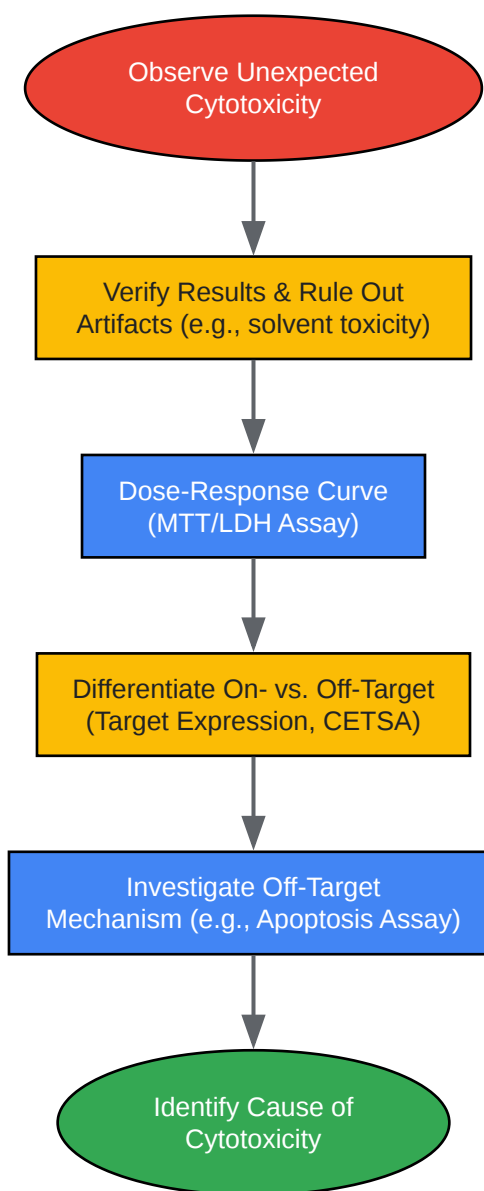 Observe Unexpected
Cytotoxicity
Verify Results & Rule Out
Artifacts (e.g., solvent toxicity)
Dose-Response Curve
(MTT/LDH Assay)
Differentiate On- vs. Off-Target
(Target Expression, CETSA)
Investigate Off-Target
Mechanism (e.g., Apoptosis Assay)
Identify Cause of
Cytotoxicity